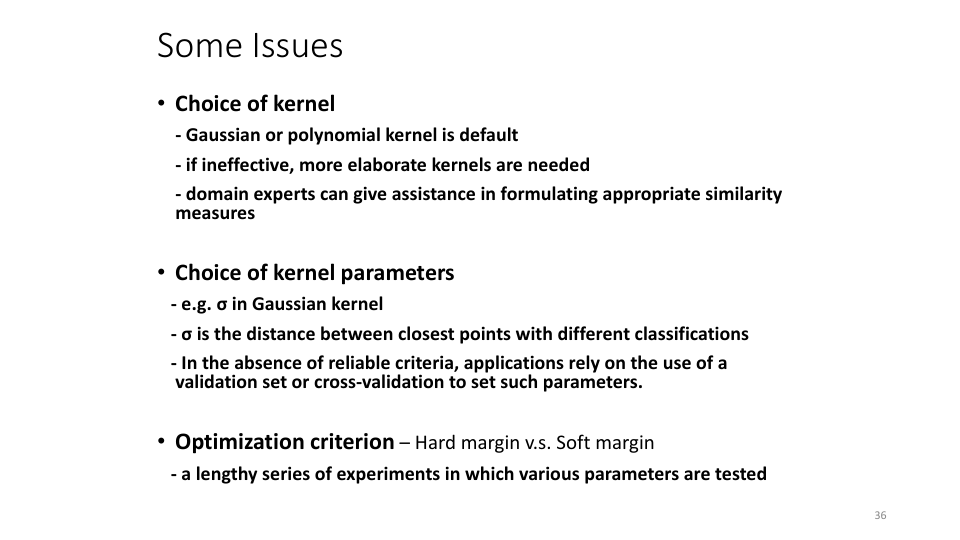 Some Issues
• Choice of kernel
- Gaussian or polynomial kernel is default
- if ineffective, more elaborate kernels are needed
- domain experts can give assistance in formulating appropriate similarity
measures
• Choice of kernel parameters
- e.g. σ in Gaussian kernel
- σ is the distance between closest points with different classifications
- In the absence of reliable criteria, applications rely on the use of a
validation set or cross-validation to set such parameters.
• Optimization criterion – Hard margin v.s. Soft margin
- a lengthy series of experiments in which various parameters are tested
36